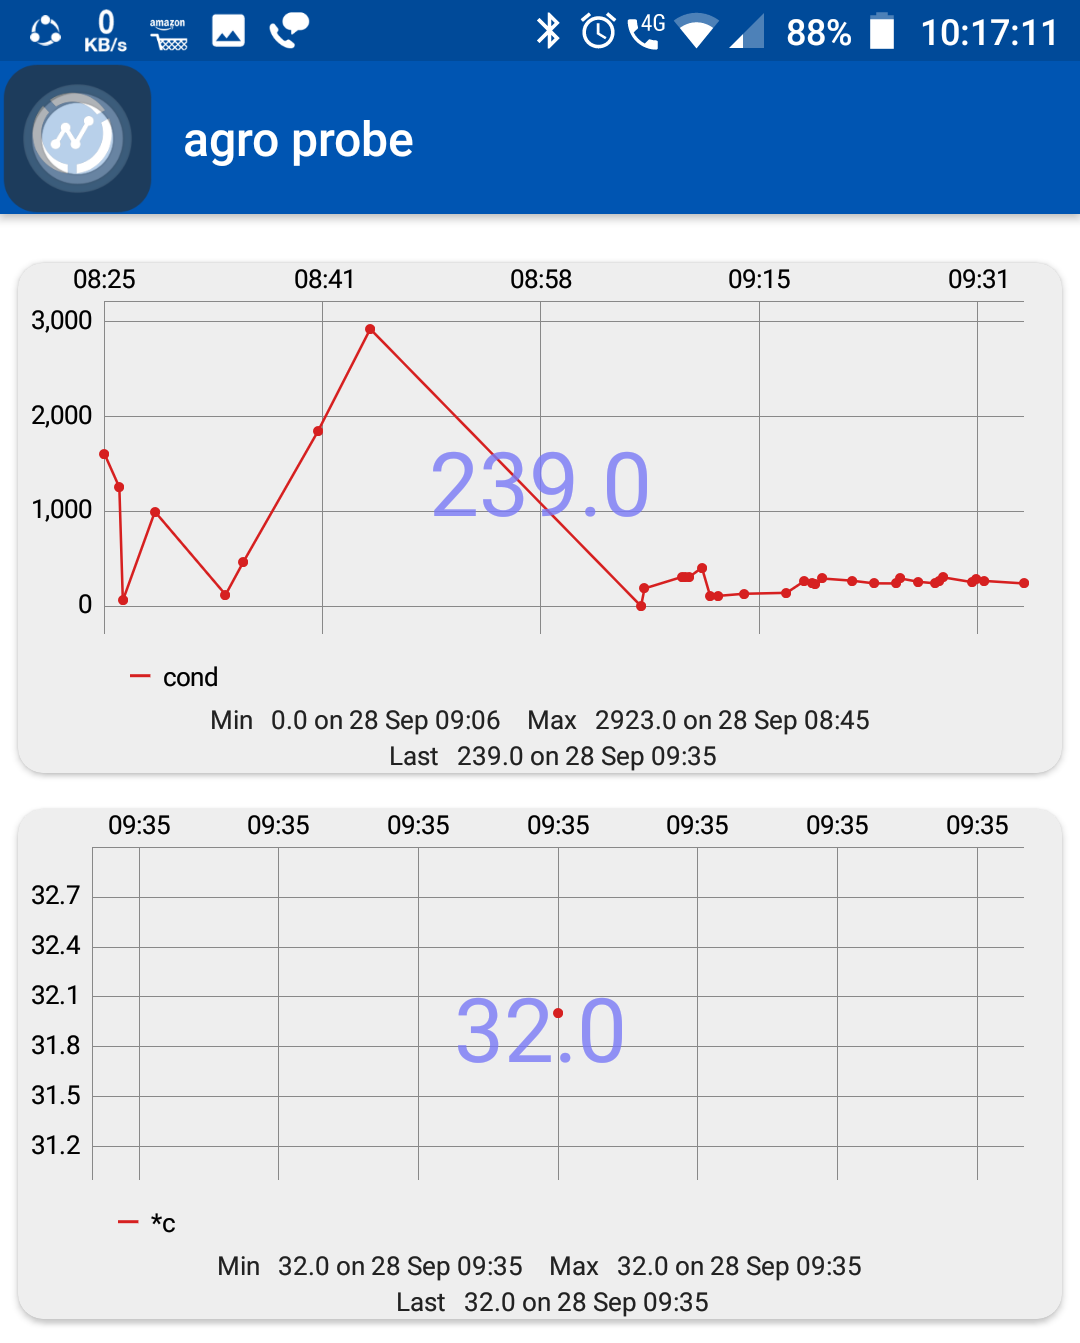 0
KB/s
amazon
4G
88%
10:17:11
agro probe
08:25 08:41 08:58 09:15 09:31
3,000
2,000
1,000
0
239.0
cond
Min 0.0 on 28 Sep 09:06 Max 2923.0 on 28 Sep 08:45
Last 239.0 on 28 Sep 09:35
09:35 09:35 09:35 09:35 09:35 09:35 09:35
32.7
32.4
32.1
31.8
31.5
31.2
32.0
*c
Min 32.0 on 28 Sep 09:35 Max 32.0 on 28 Sep 09:35
Last 32.0 on 28 Sep 09:35